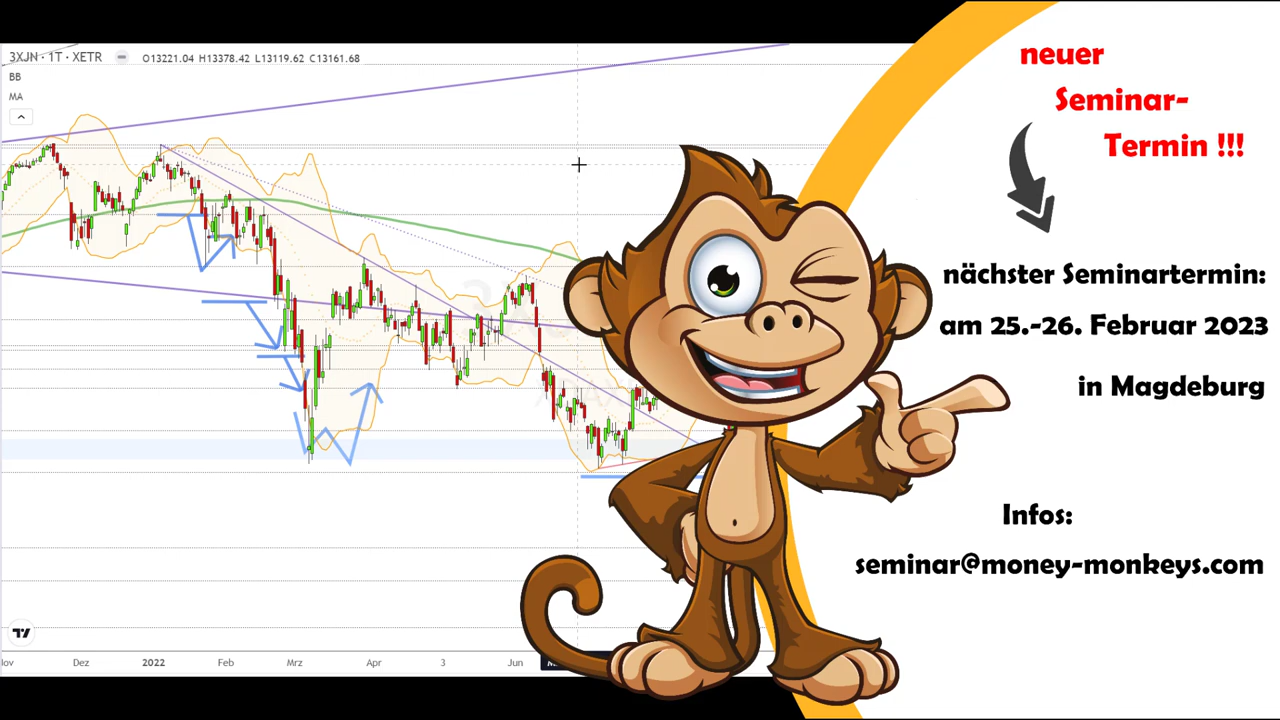 3XJN · 1T · XETR O13221.04 H13378.42 L13119.62 C13161.68
BB
MA
neuer
Seminar-
Termin !!!
nächster Seminartermin:
am 25.-26. Februar 2023
in Magdeburg
Infos:
seminar@money-monkeys.com
Dez 2022 Feb Mrz Apr 3 Jun